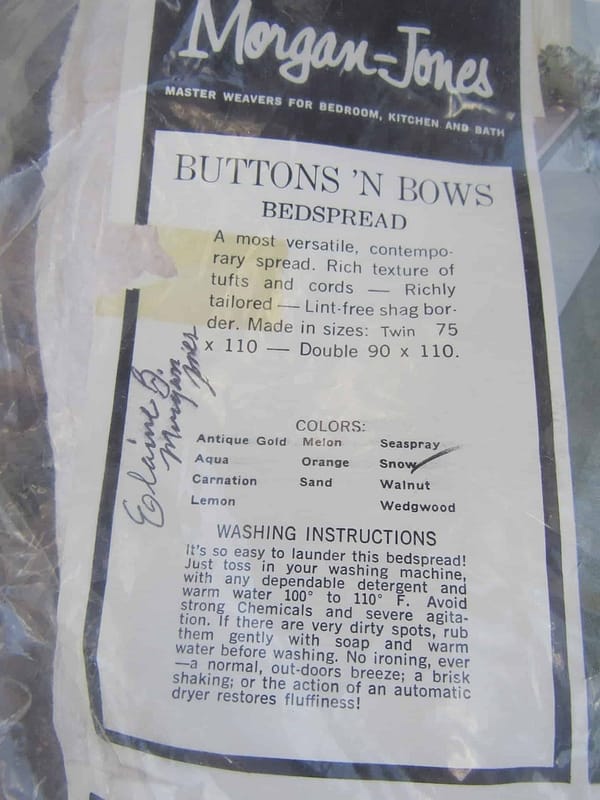 Morgan-Jones
MASTER WEAVERS FOR BEDROOM, KITCHEN AND BATH
BUTTONS 'N BOWS
BEDSPREAD
A most versatile, contempo-
rary spread. Rich texture of
tufts and cords — Richly
tailored — Lint-free shag bor-
der. Made in sizes: Twin 75
x 110 — Double 90 x 110.
Elaine B.
Morgan
Jones
COLORS:
Antique Gold Melon Seaspray
Aqua Orange Snow
Carnation Sand Walnut
Lemon Wedgwood
WASHING INSTRUCTIONS
It's so easy to launder this bedspread!
Just toss in your washing machine,
with any dependable detergent and
warm water 100° to 110° F. Avoid
strong Chemicals and severe agita-
tion. If there are very dirty spots, rub
them gently with soap and warm
water before washing. No ironing, ever
—a normal, out-doors breeze; a brisk
shaking; or the action of an automatic
dryer restores fluffiness!